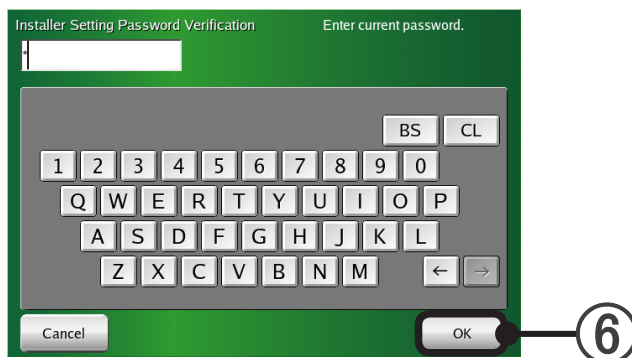 Installer Setting Password Verification Enter current password.
*
BS CL
1 2 3 4 5 6 7 8 9 0
Q W E R T Y U I O P
A S D F G H J K L
Z X C V B N M ← →
Cancel OK 6